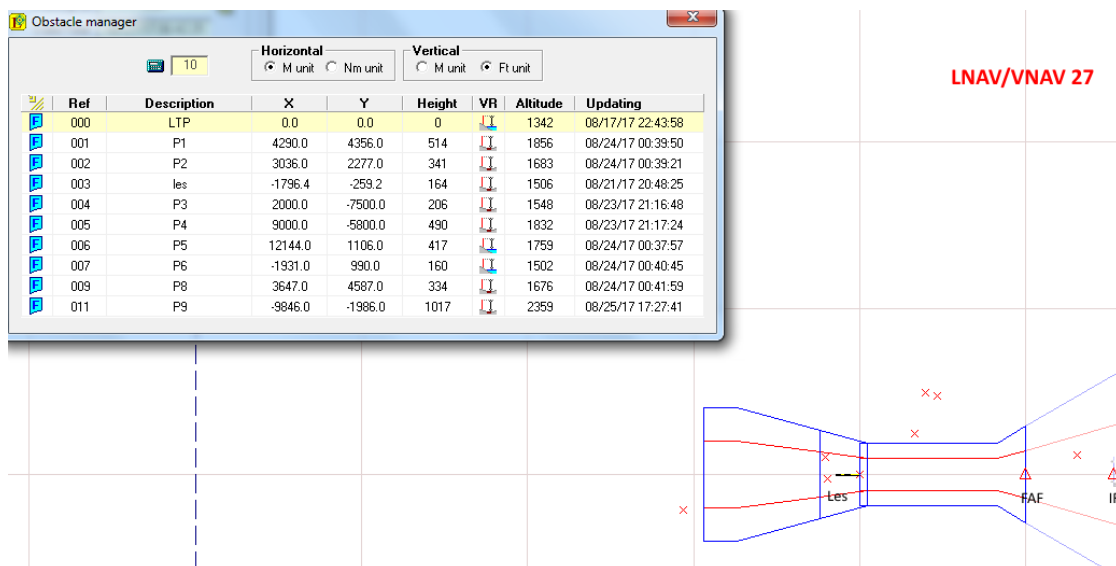 Obstacle manager
10
Horizontal
M unit Nm unit
Vertical
M unit Ft unit
LNAV/VNAV 27
Ref Description X Y Height VR Altitude Updating
000 LTP 0.0 0.0 0 1342 08/17/17 22:43:58
001 P1 4290.0 4356.0 514 1856 08/24/17 00:39:50
002 P2 3036.0 2277.0 341 1683 08/24/17 00:39:21
003 les -1796.4 -259.2 164 1506 08/21/17 20:48:25
004 P3 2000.0 -7500.0 206 1548 08/23/17 21:16:48
005 P4 9000.0 -5800.0 490 1832 08/23/17 21:17:24
006 P5 12144.0 1106.0 417 1759 08/24/17 00:37:57
007 P6 -1931.0 990.0 160 1502 08/24/17 00:40:45
009 P8 3647.0 4587.0 334 1676 08/24/17 00:41:59
011 P9 -9846.0 -1986.0 1017 2359 08/25/17 17:27:41
Les FAF